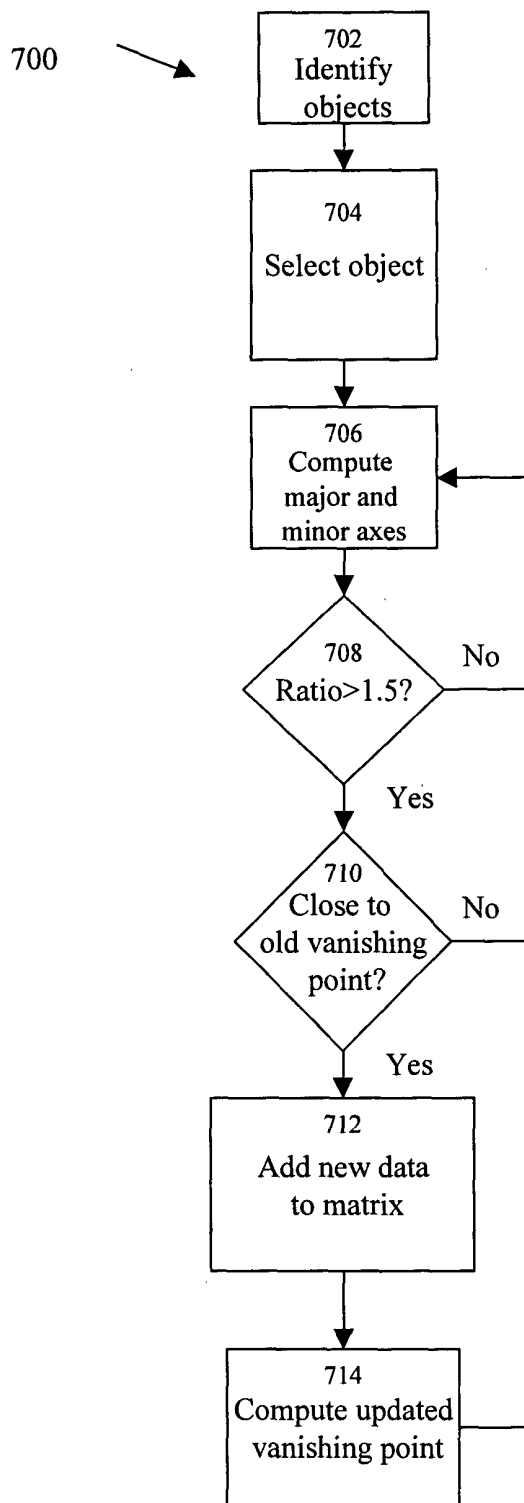 700
702
Identify
objects
704
Select object
706
Compute
major and
minor axes
708
Ratio>1.5?
No
Yes
710
Close to
old vanishing
point?
No
Yes
712
Add new data
to matrix
714
Compute updated
vanishing point